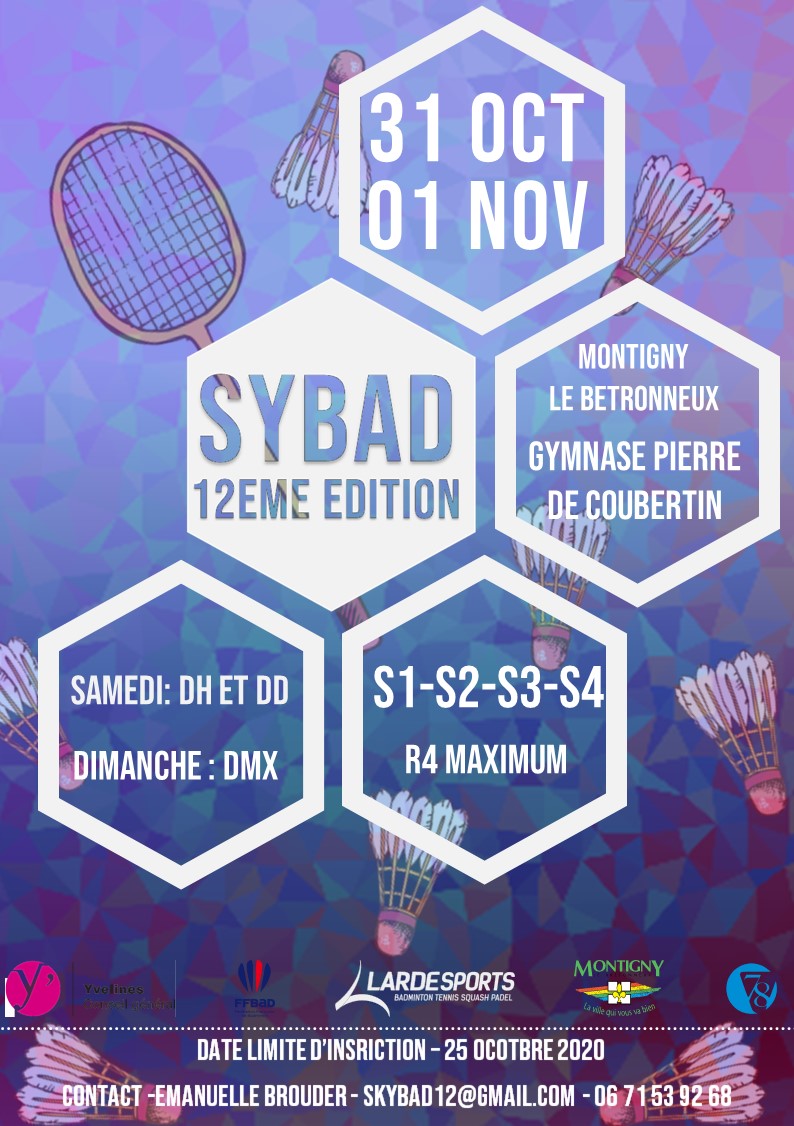 31 OCT
01 NOV
SYBAD
12EME EDITION
MONTIGNY
LE BETRONNEUX
GYMNASE PIERRE
DE COUBERTIN
SAMEDI: DH ET DD
DIMANCHE : DMX
S1-S2-S3-S4
R4 MAXIMUM
y'
Yvelines
conseil général
FFBaD
LARDESPORTS
BADMINTON TENNIS SQUASH PADEL
MONTIGNY
La ville qui vous va bien
78
DATE LIMITE D'INSRICTION – 25 OCOTBRE 2020
CONTACT -EMANUELLE BROUDER - SKYBAD12@GMAIL.COM - 06 71 53 92 68